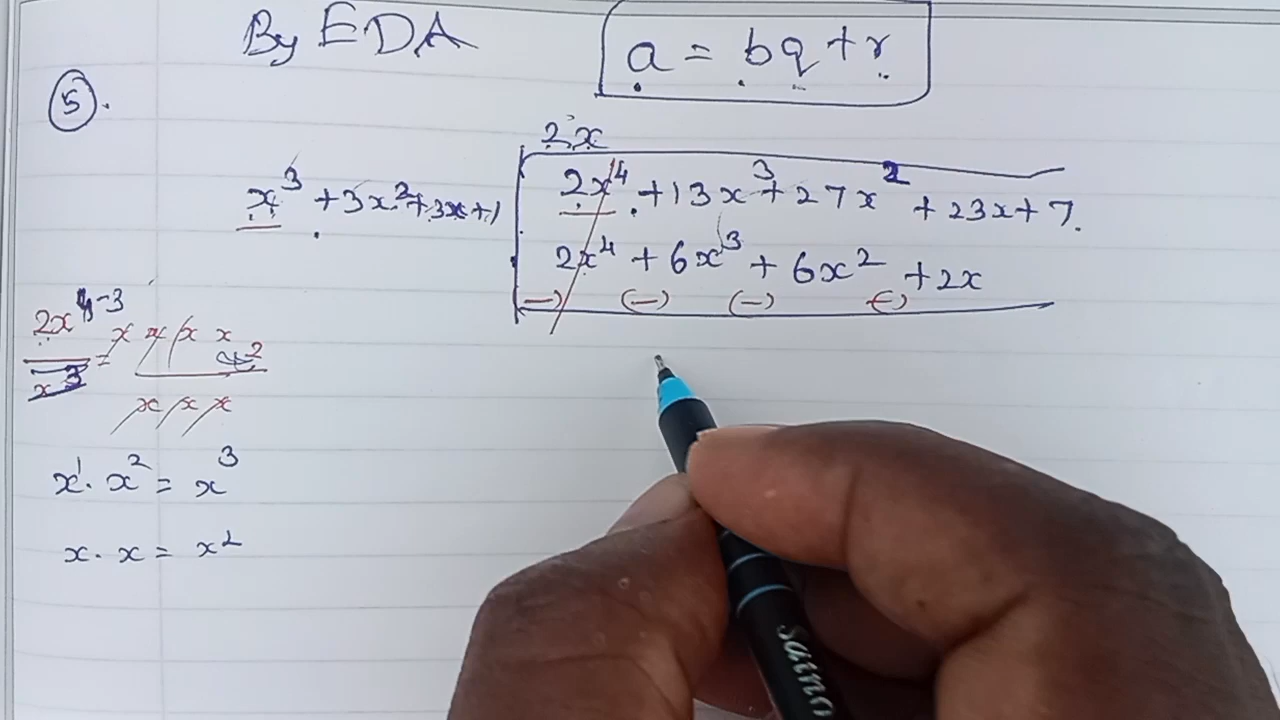 By EDA
a = bq + r
5.
2x
x³ + 3x² + 3x + 1
2x⁴ + 13x³ + 27x² + 23x + 7
2x⁴ + 6x³ + 6x² + 2x
(−) (−) (−) (−)
2x⁴⁻³ / x³ = x x x x / x x x
x¹ · x² = x³
x · x = x²
Saino